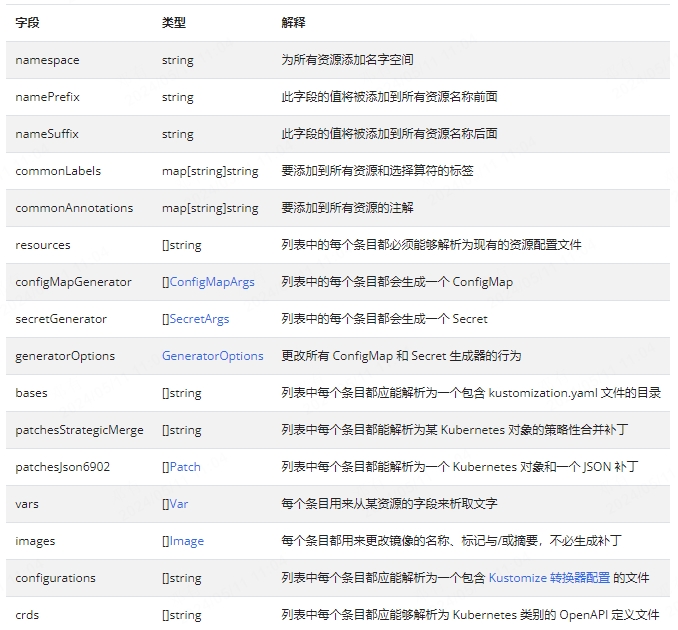 字段 类型 解释
namespace string 为所有资源添加名字空间
namePrefix string 此字段的值将被添加到所有资源名称前面
nameSuffix string 此字段的值将被添加到所有资源名称后面
commonLabels map[string]string 要添加到所有资源和选择算符的标签
commonAnnotations map[string]string 要添加到所有资源的注解
resources []string 列表中的每个条目都必须能够解析为现有的资源配置文件
configMapGenerator []ConfigMapArgs 列表中的每个条目都会生成一个 ConfigMap
secretGenerator []SecretArgs 列表中的每个条目都会生成一个 Secret
generatorOptions GeneratorOptions 更改所有 ConfigMap 和 Secret 生成器的行为
bases []string 列表中每个条目都应能解析为一个包含 kustomization.yaml 文件的目录
patchesStrategicMerge []string 列表中每个条目都能解析为某 Kubernetes 对象的策略性合并补丁
patchesJson6902 []Patch 列表中每个条目都能解析为一个 Kubernetes 对象和一个 JSON 补丁
vars []Var 每个条目用来从某资源的字段来析取文字
images []Image 每个条目都用来更改镜像的名称、标记与/或摘要，不必生成补丁
configurations []string 列表中每个条目都应能解析为一个包含 Kustomize 转换器配置 的文件
crds []string 列表中每个条目都应能够解析为 Kubernetes 类别的 OpenAPI 定义文件